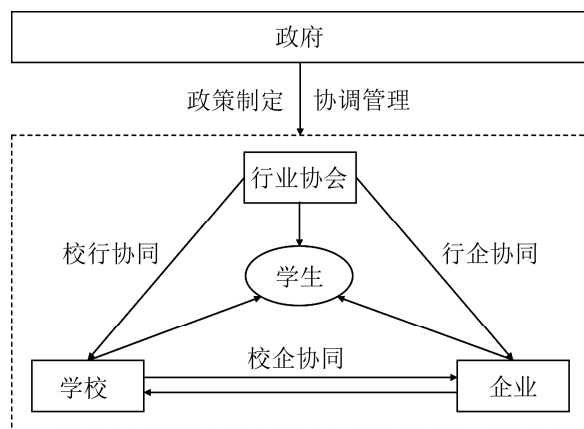 政府
政策制定 协调管理
行业协会
校行协同
行企协同
学生
校企协同
学校
企业